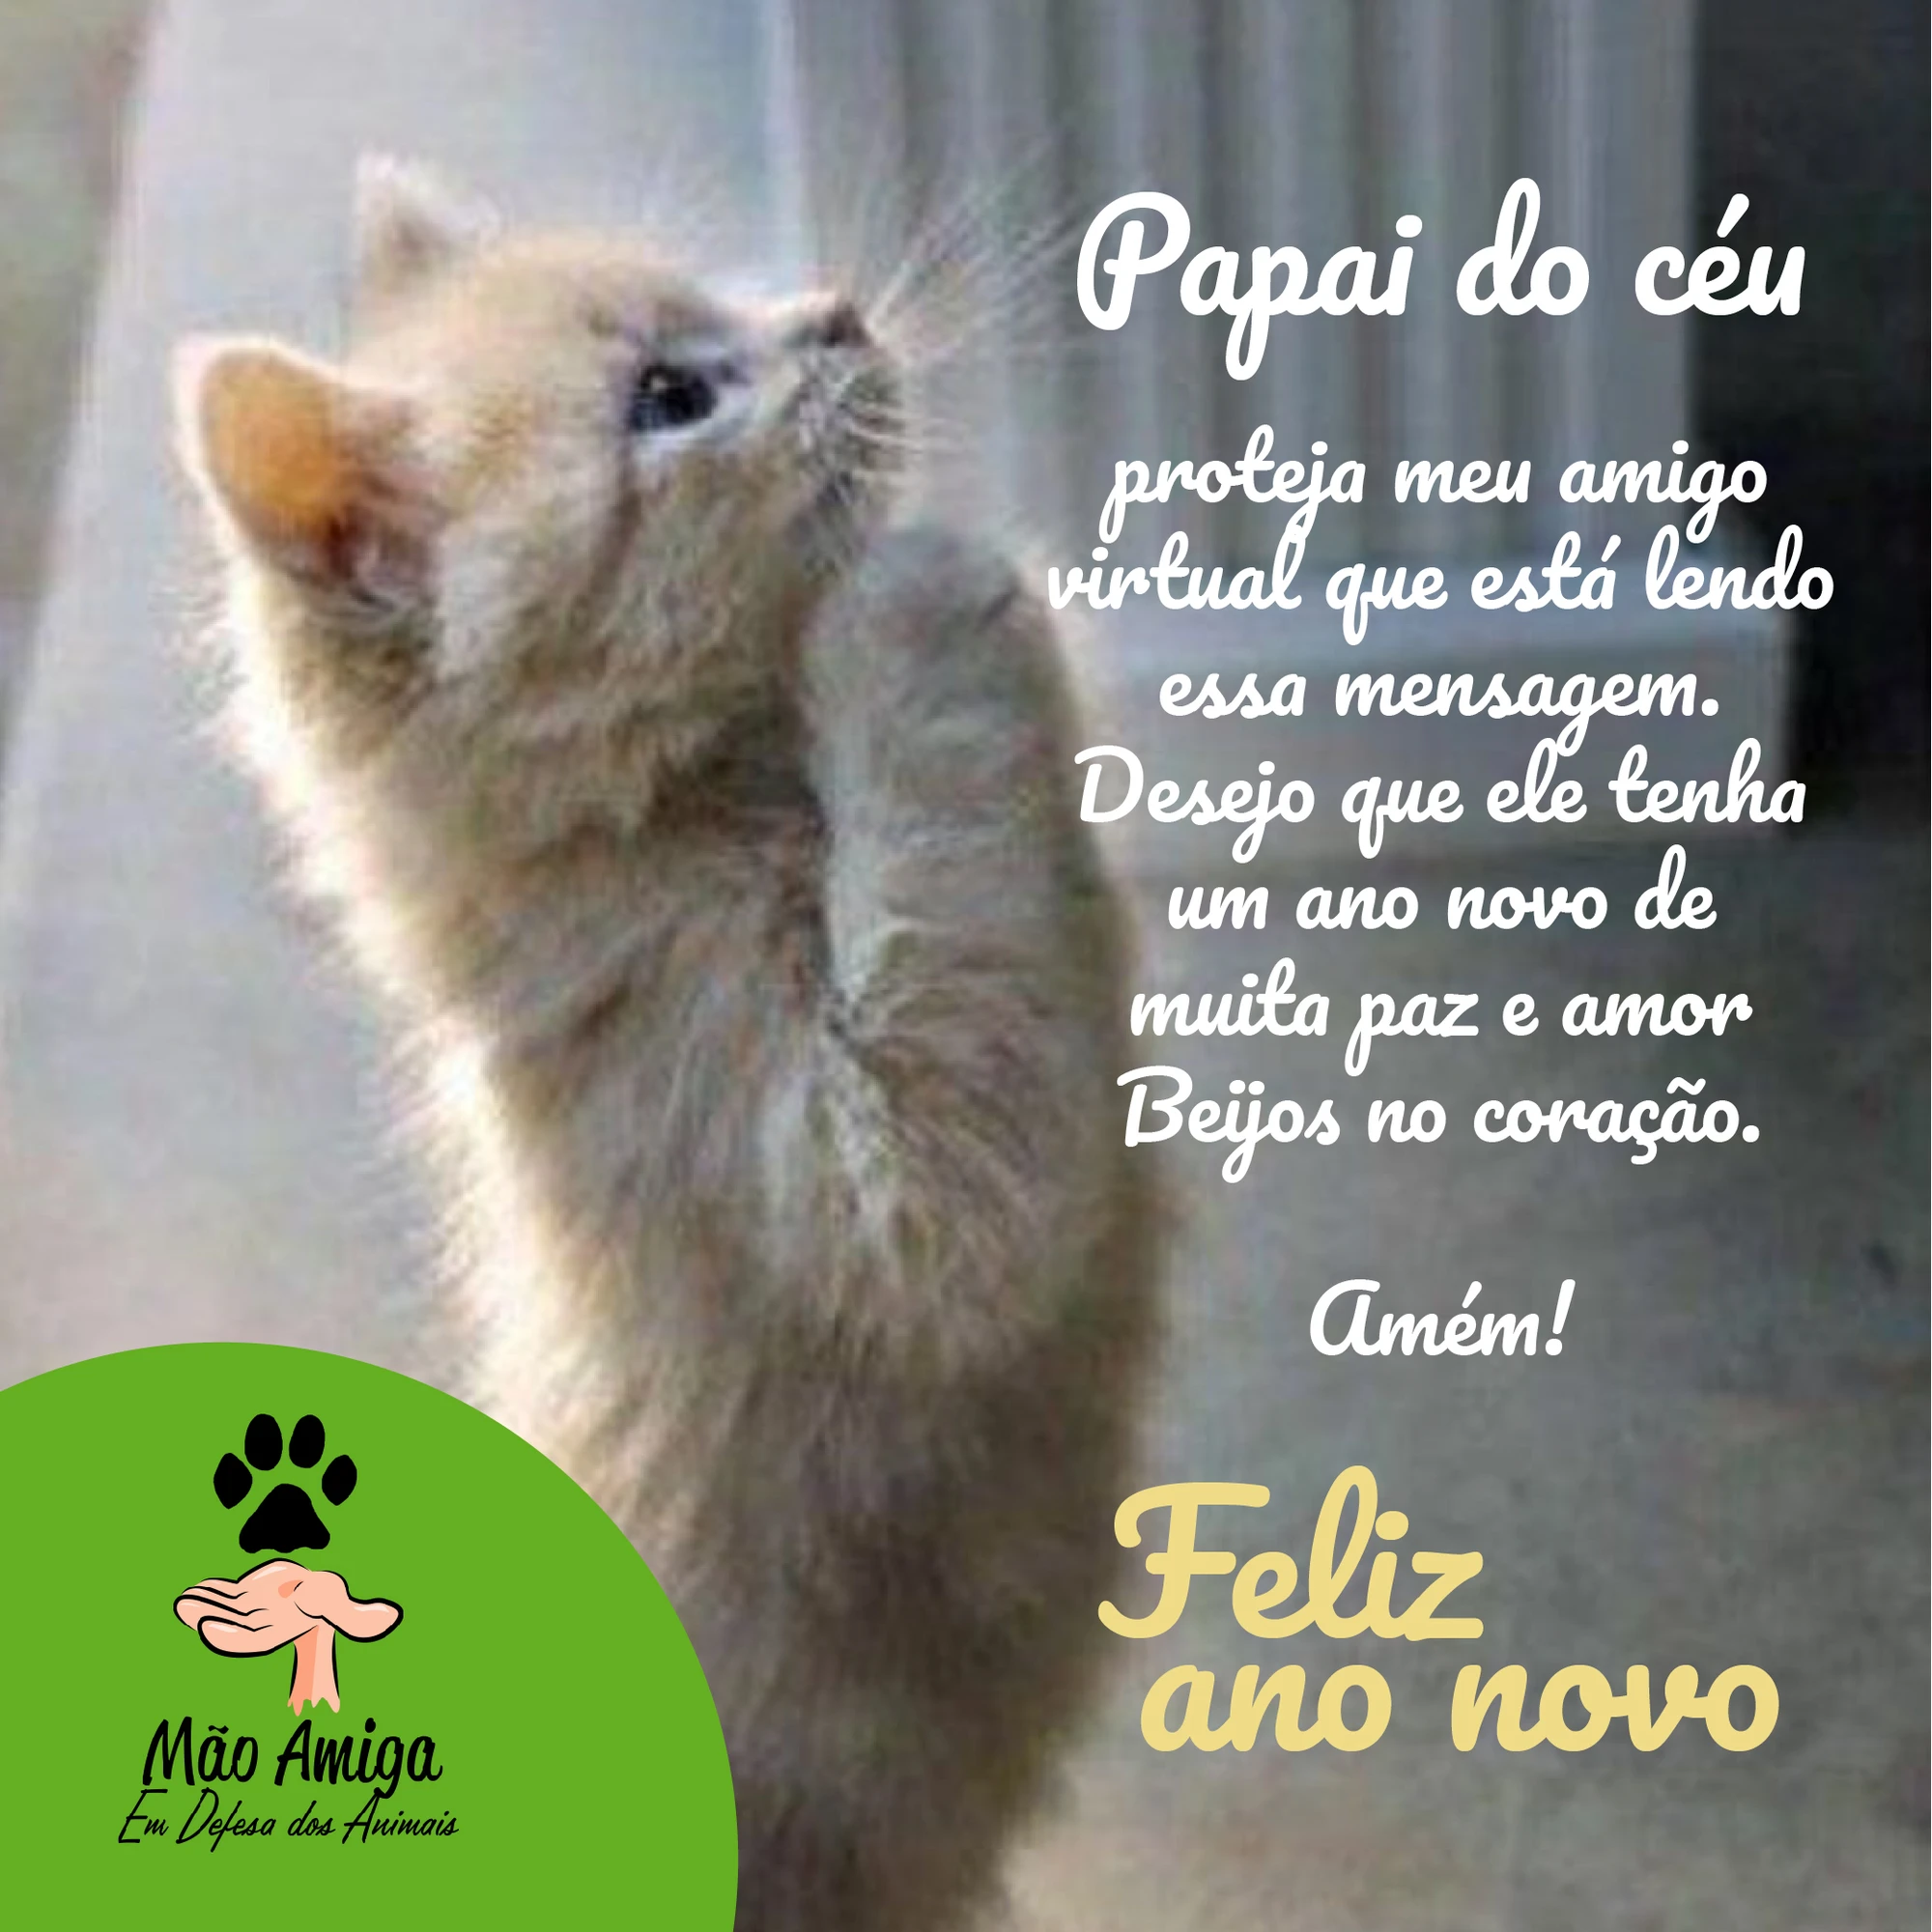 Papai do céu
proteja meu amigo
virtual que está lendo
essa mensagem.
Desejo que ele tenha
um ano novo de
muita paz e amor
Beijos no coração.
Amém!
Feliz
ano novo
Mão Amiga
Em Defesa dos Animais